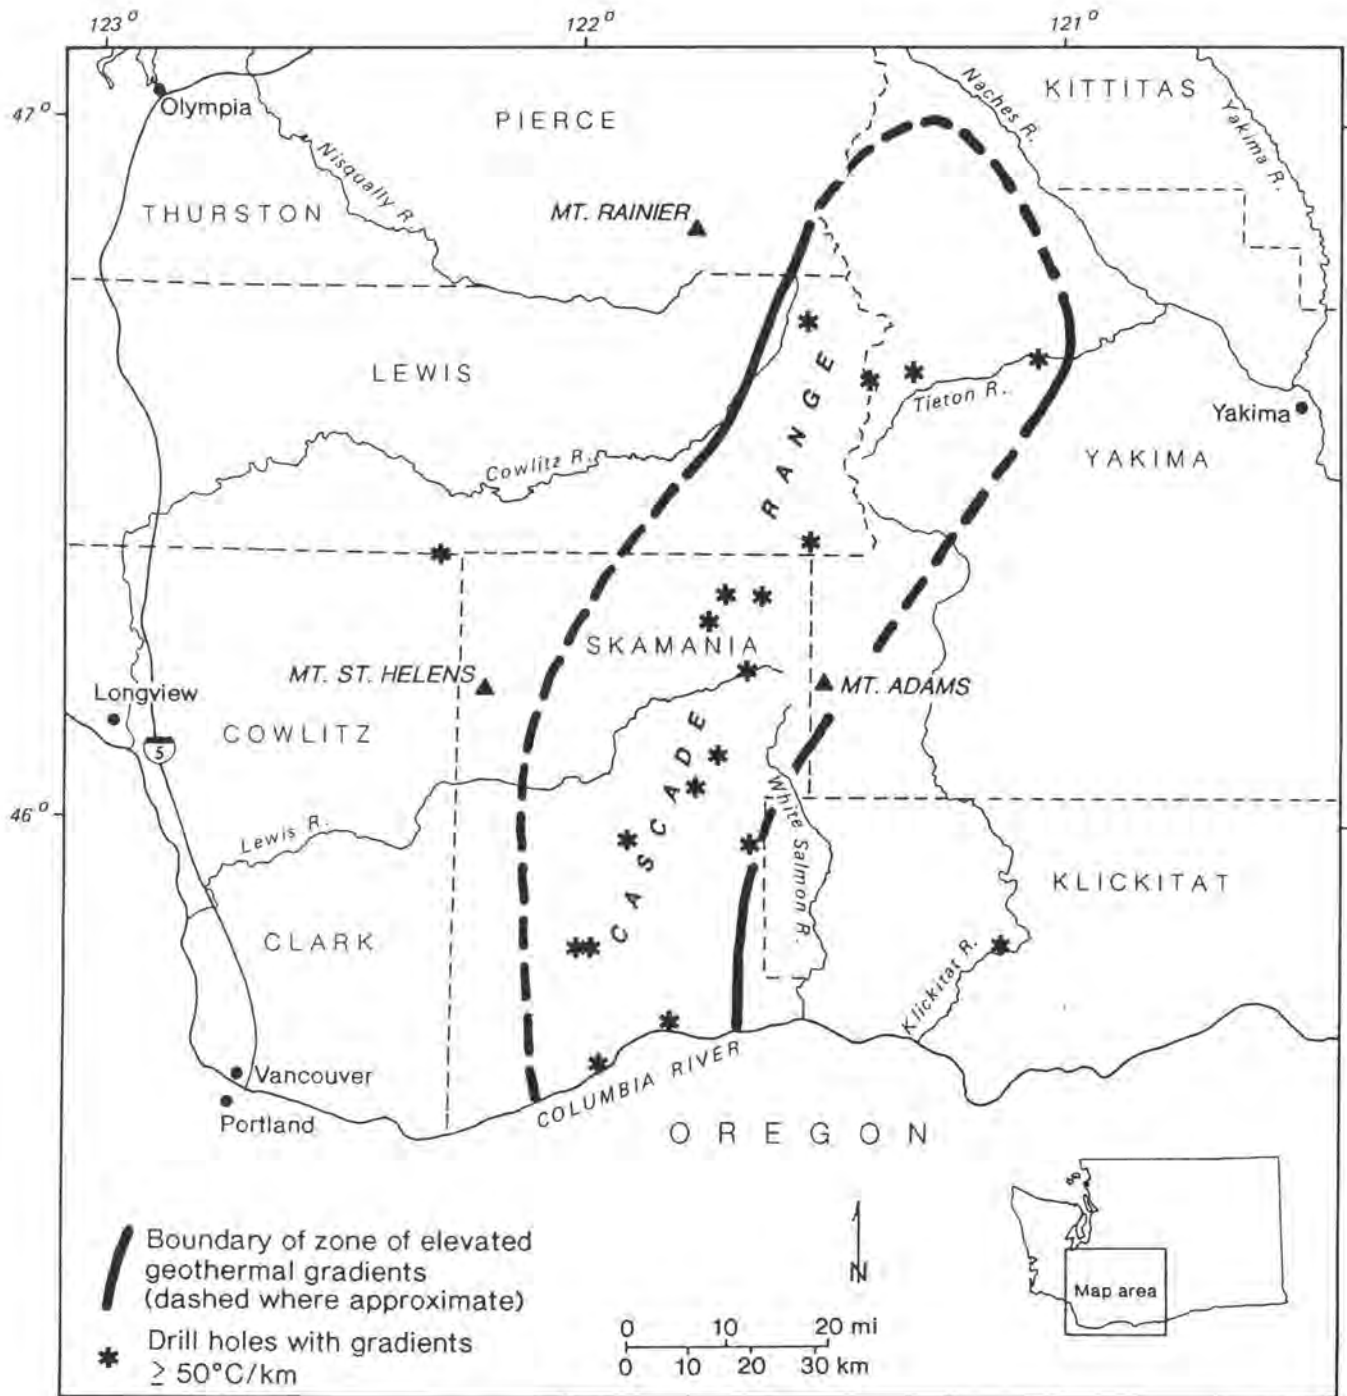 123°
122°
121°
47°
46°
Olympia
PIERCE
KITTITAS
Naches R.
Yakima R.
Nisqually R.
THURSTON
MT. RAINIER
LEWIS
RANGE
Tieton R.
Yakima
YAKIMA
Cowlitz R.
SKAMANIA
MT. ST. HELENS
MT. ADAMS
Longview
COWLITZ
5
CASCADE
White Salmon R.
Lewis R.
KLICKITAT
CLARK
Klickitat R.
Vancouver
Portland
COLUMBIA RIVER
OREGON
Boundary of zone of elevated
geothermal gradients
(dashed where approximate)
Drill holes with gradients
≥ 50°C/km
N
0 10 20 mi
0 10 20 30 km
Map area